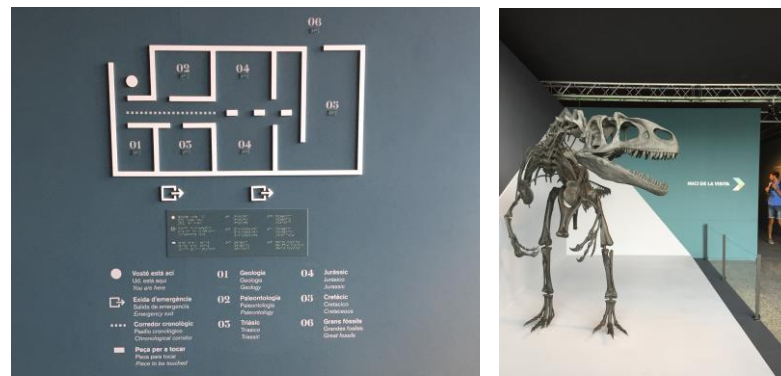 06
02
04
05
01
03
04
Vosté està ací
Ud. está aquí
You are here
Eixida d'emergència
Salida de emergencia
Emergency exit
Corredor cronològic
Pasillo cronológico
Chronological corridor
Peça per a tocar
Pieza para tocar
Piece to be touched
01 Geologia
Geología
Geology
02 Paleontologia
Paleontología
Paleontology
03 Triàsic
Triásico
Triassic
04 Juràssic
Jurásico
Jurassic
05 Cretàcic
Cretácico
Cretaceous
06 Grans fòssils
Grandes fósiles
Great fossils
INICI DE LA VISITA